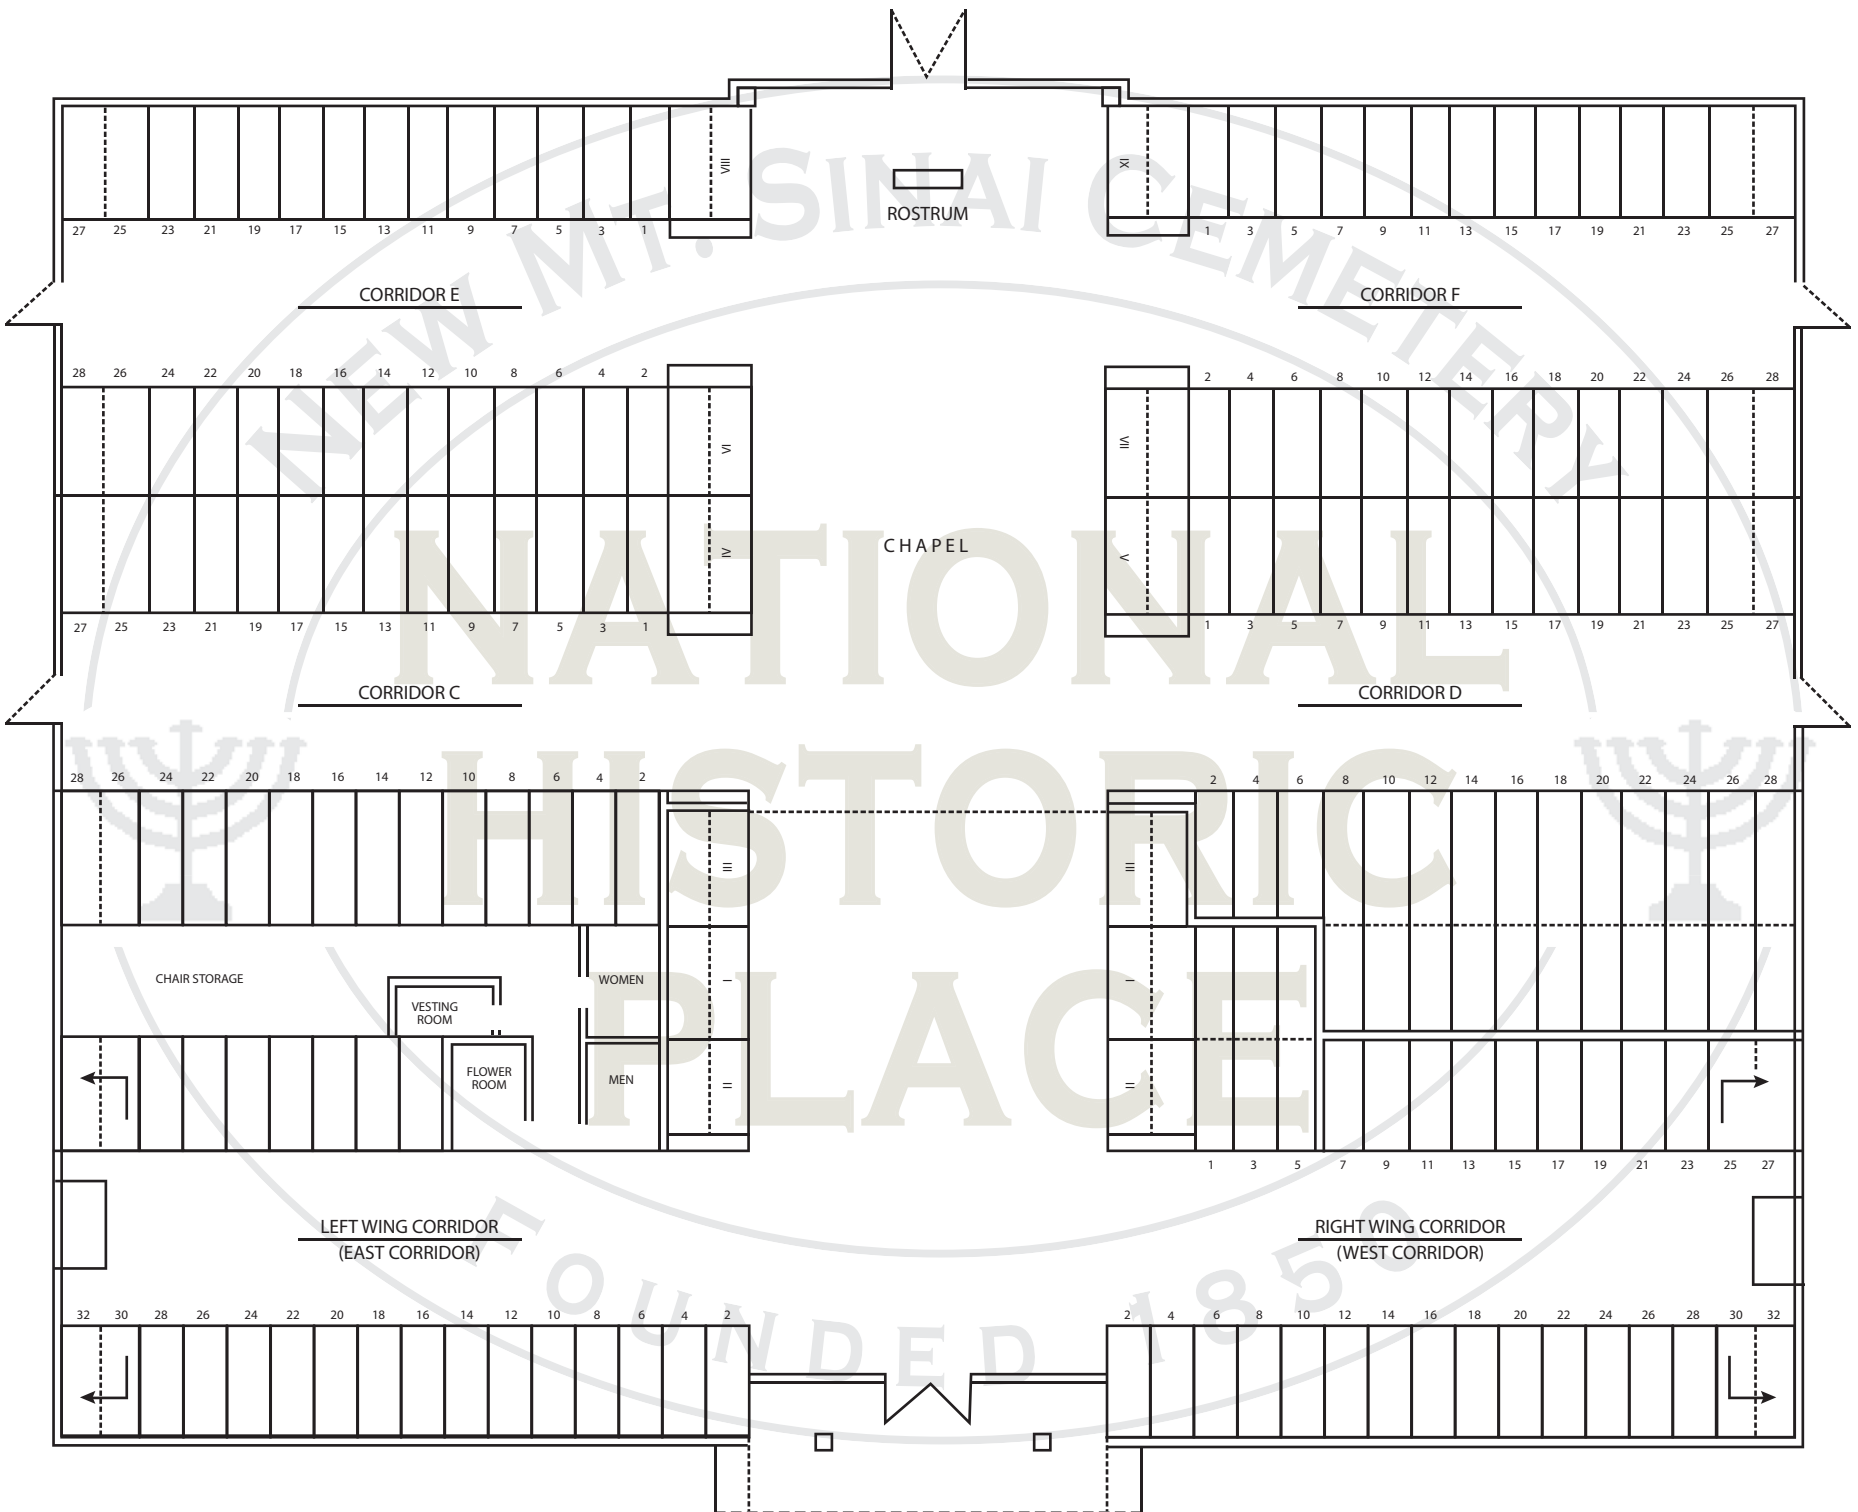 VIII
XI
ROSTRUM
27 25 23 21 19 17 15 13 11 9 7 5 3 1
1 3 5 7 9 11 13 15 17 19 21 23 25 27
CORRIDOR E
CORRIDOR F
NEW MT. SINAI CEMETERY
28 26 24 22 20 18 16 14 12 10 8 6 4 2
2 4 6 8 10 12 14 16 18 20 22 24 26 28
VI
VII
CHAPEL
IV
V
NATIONAL
27 25 23 21 19 17 15 13 11 9 7 5 3 1
1 3 5 7 9 11 13 15 17 19 21 23 25 27
CORRIDOR C
CORRIDOR D
28 26 24 22 20 18 16 14 12 10 8 6 4 2
2 4 6 8 10 12 14 16 18 20 22 24 26 28
HISTORIC
III
III
CHAIR STORAGE
WOMEN
I
I
VESTING
ROOM
PLACE
FLOWER
ROOM
MEN
II
II
1 3 5 7 9 11 13 15 17 19 21 23 25 27
LEFT WING CORRIDOR
(EAST CORRIDOR)
RIGHT WING CORRIDOR
(WEST CORRIDOR)
FOUNDED 1850
32 30 28 26 24 22 20 18 16 14 12 10 8 6 4 2
2 4 6 8 10 12 14 16 18 20 22 24 26 28 30 32